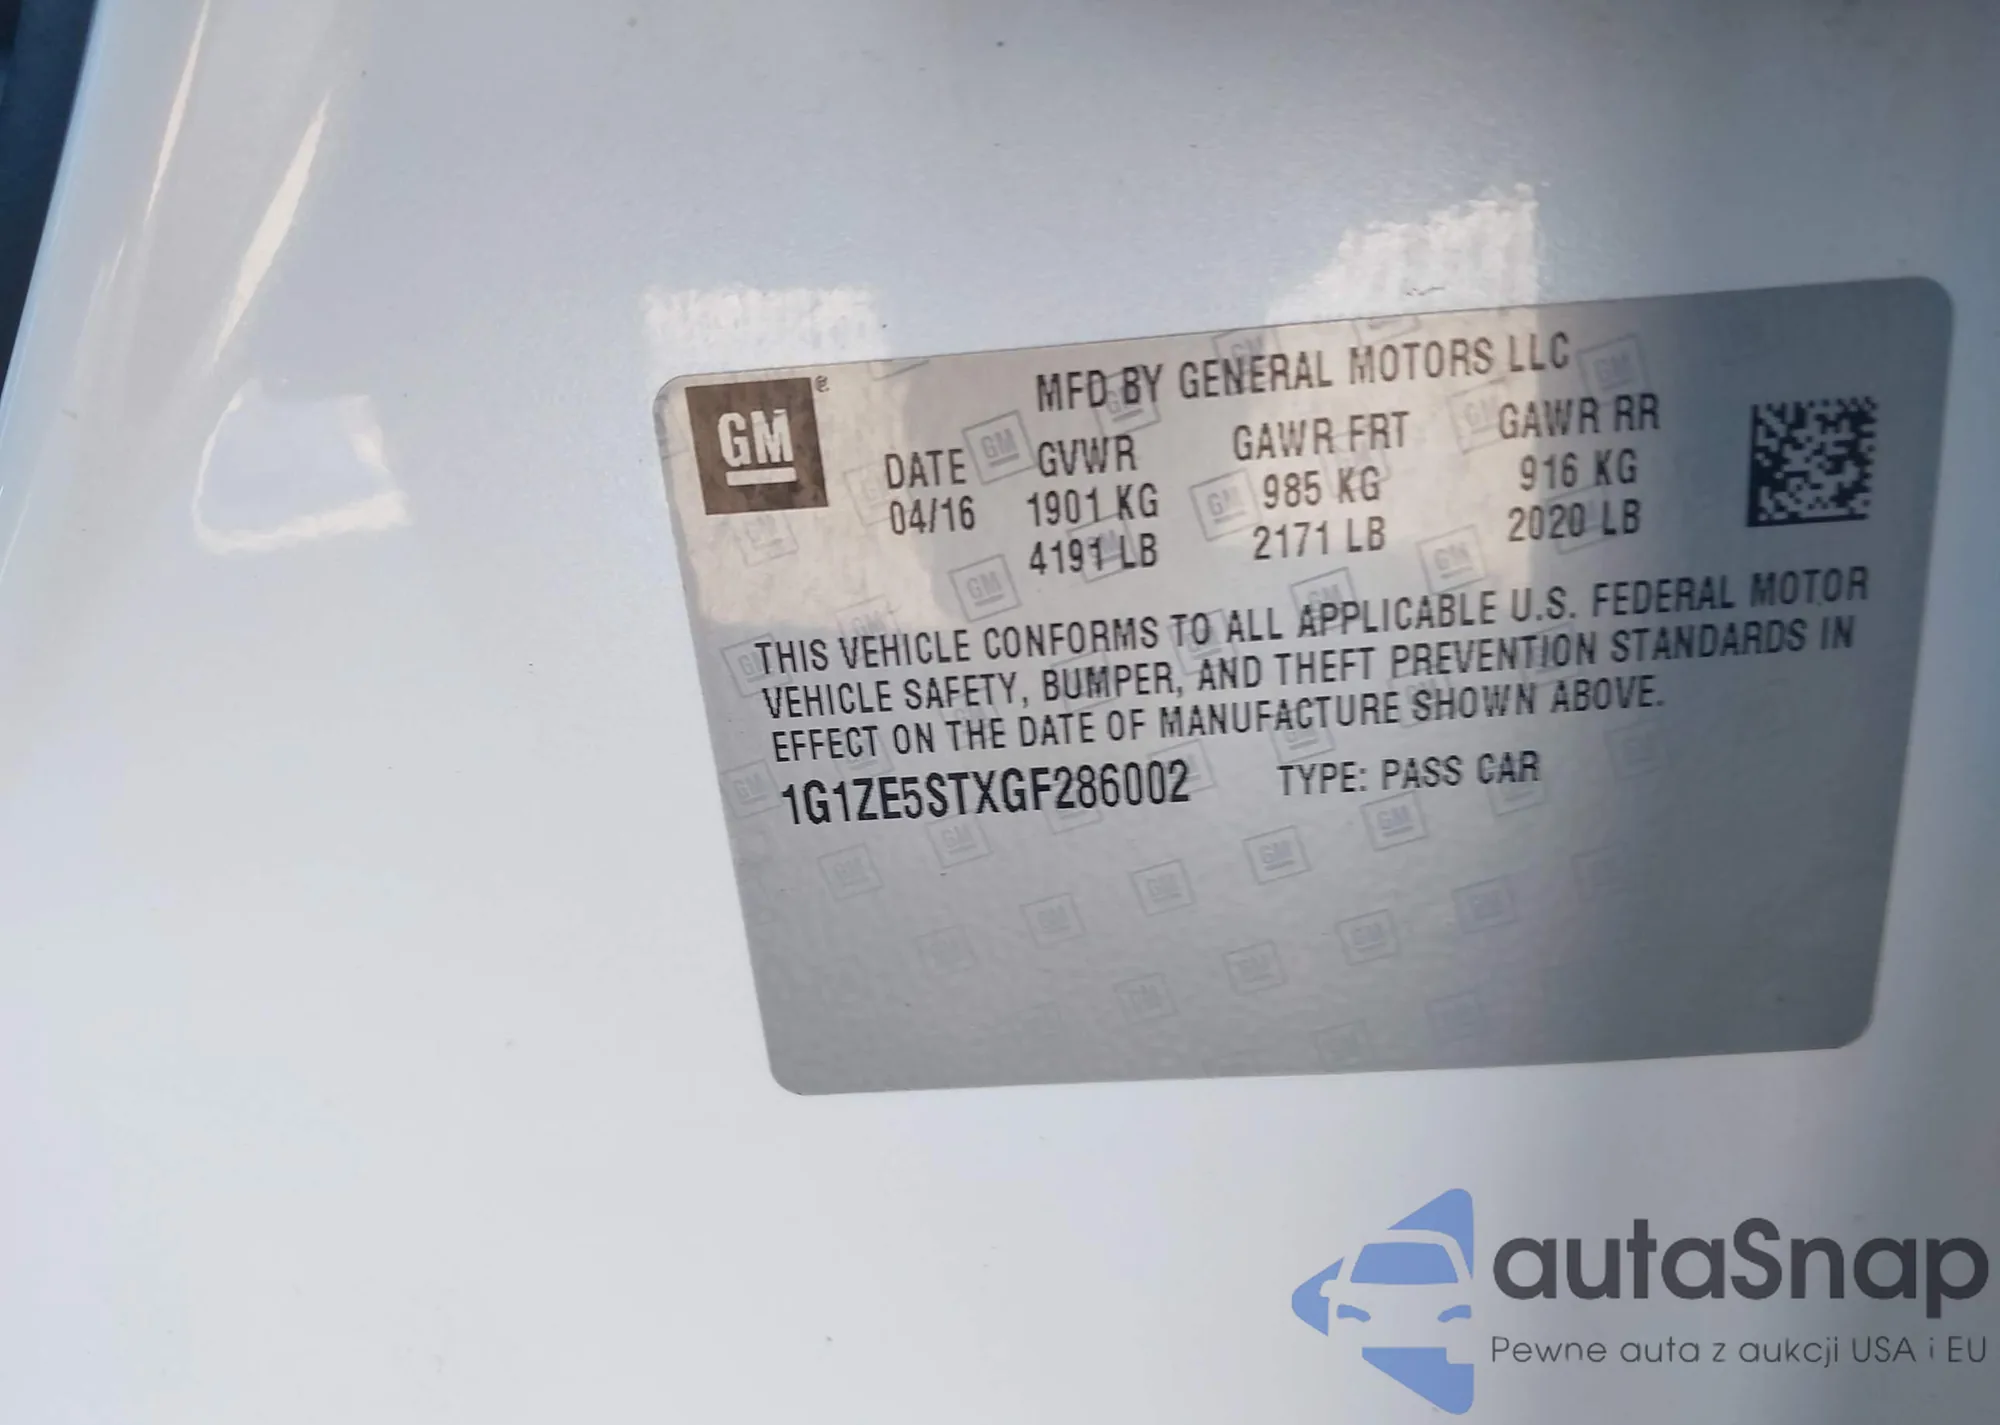 GM
MFD BY GENERAL MOTORS LLC
DATE GVWR GAWR FRT GAWR RR
04/16 1901 KG 985 KG 916 KG
4191 LB 2171 LB 2020 LB
THIS VEHICLE CONFORMS TO ALL APPLICABLE U.S. FEDERAL MOTOR
VEHICLE SAFETY, BUMPER, AND THEFT PREVENTION STANDARDS IN
EFFECT ON THE DATE OF MANUFACTURE SHOWN ABOVE.
1G1ZE5STXGF286002 TYPE: PASS CAR
autaSnap
Pewne auta z aukcji USA i EU